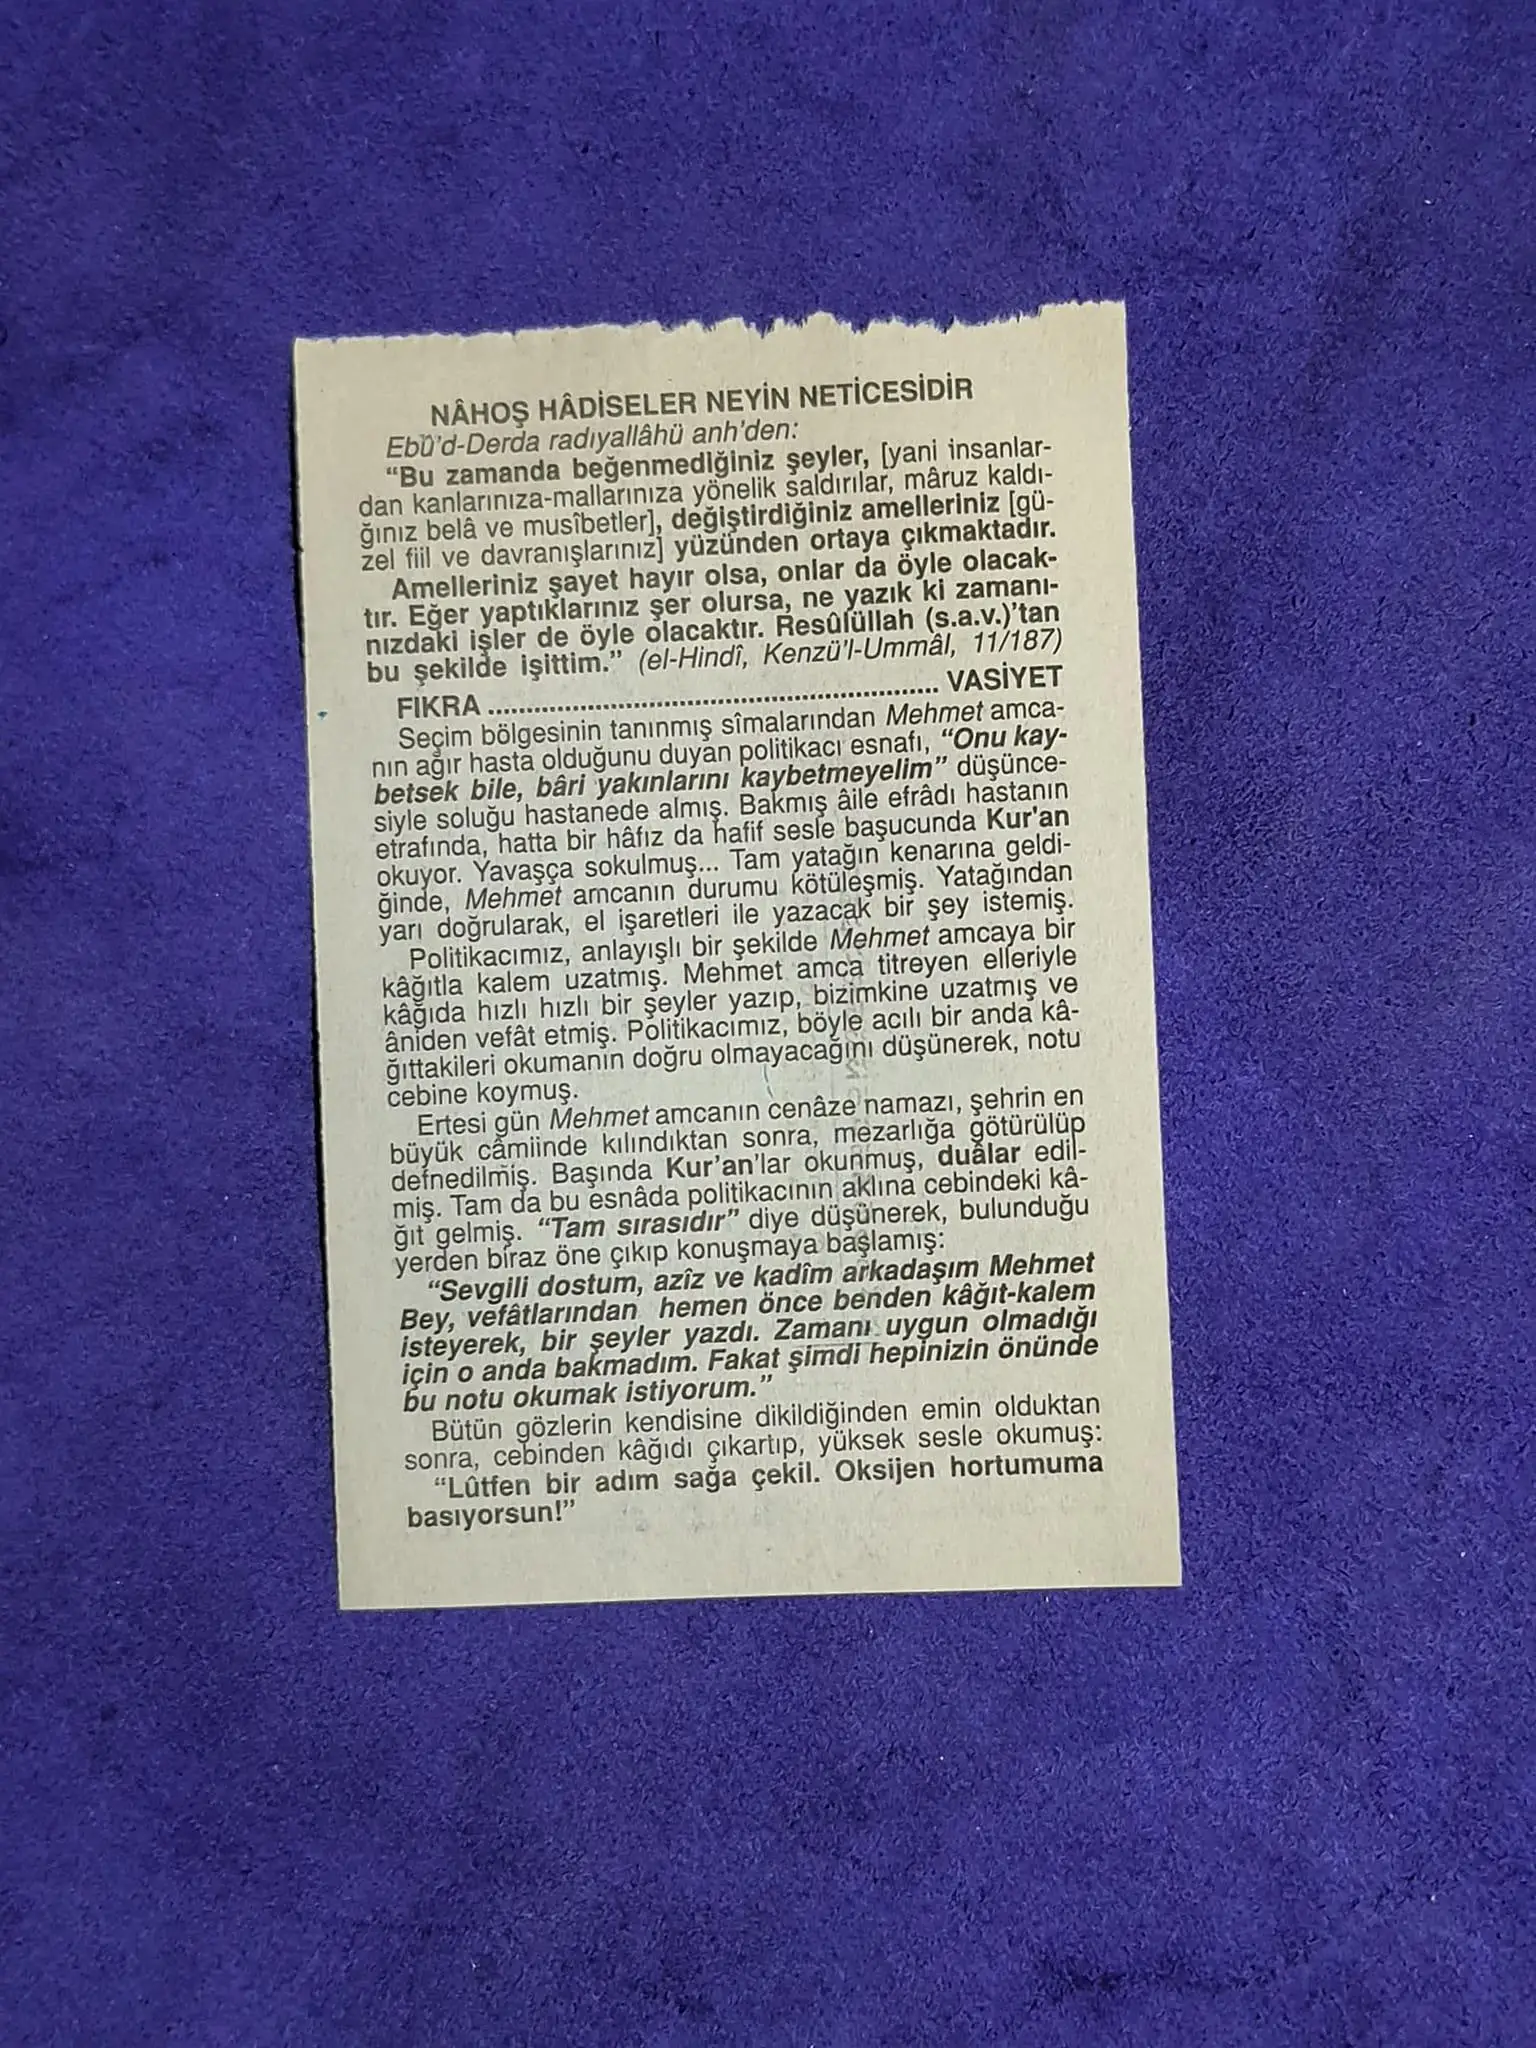 NÂHOŞ HÂDİSELER NEYİN NETİCESİDİR
Ebû'd-Derda radıyallâhü anh'den:
“Bu zamanda beğenmediğiniz şeyler, [yani insanlar-
dan kanlarınıza-mallarınıza yönelik saldırılar, mâruz kaldı-
ğınız belâ ve musîbetler], değiştirdiğiniz amelleriniz [gü-
zel fiil ve davranışlarınız] yüzünden ortaya çıkmaktadır.
Amelleriniz şayet hayır olsa, onlar da öyle olacak-
tır. Eğer yaptıklarınız şer olursa, ne yazık ki zamanı-
nızdaki işler de öyle olacaktır. Resûlüllah (s.a.v.)'tan
bu şekilde işittim.” (el-Hindî, Kenzü'l-Ummâl, 11/187)
FIKRA ........................................................ VASİYET
Seçim bölgesinin tanınmış sîmalarından Mehmet amca-
nın ağır hasta olduğunu duyan politikacı esnafı, “Onu kay-
betsek bile, bâri yakınlarını kaybetmeyelim” düşünce-
siyle soluğu hastanede almış. Bakmış âile efrâdı hastanın
etrafında, hatta bir hâfız da hafif sesle başucunda Kur'an
okuyor. Yavaşça sokulmuş... Tam yatağın kenarına geldi-
ğinde, Mehmet amcanın durumu kötüleşmiş. Yatağından
yarı doğrularak, el işaretleri ile yazacak bir şey istemiş.
Politikacımız, anlayışlı bir şekilde Mehmet amcaya bir
kâğıtla kalem uzatmış. Mehmet amca titreyen elleriyle
kâğıda hızlı hızlı bir şeyler yazıp, bizimkine uzatmış ve
âniden vefât etmiş. Politikacımız, böyle acılı bir anda kâ-
ğıttakileri okumanın doğru olmayacağını düşünerek, notu
cebine koymuş.
Ertesi gün Mehmet amcanın cenâze namazı, şehrin en
büyük câmiinde kılındıktan sonra, mezarlığa götürülüp
defnedilmiş. Başında Kur'an'lar okunmuş, duâlar edil-
miş. Tam da bu esnâda politikacının aklına cebindeki kâ-
ğıt gelmiş. “Tam sırasıdır” diye düşünerek, bulunduğu
yerden biraz öne çıkıp konuşmaya başlamış:
“Sevgili dostum, azîz ve kadîm arkadaşım Mehmet
Bey, vefâtlarından hemen önce benden kâğıt-kalem
isteyerek, bir şeyler yazdı. Zamanı uygun olmadığı
için o anda bakmadım. Fakat şimdi hepinizin önünde
bu notu okumak istiyorum.”
Bütün gözlerin kendisine dikildiğinden emin olduktan
sonra, cebinden kâğıdı çıkartıp, yüksek sesle okumuş:
“Lûtfen bir adım sağa çekil. Oksijen hortumuma
basıyorsun!”